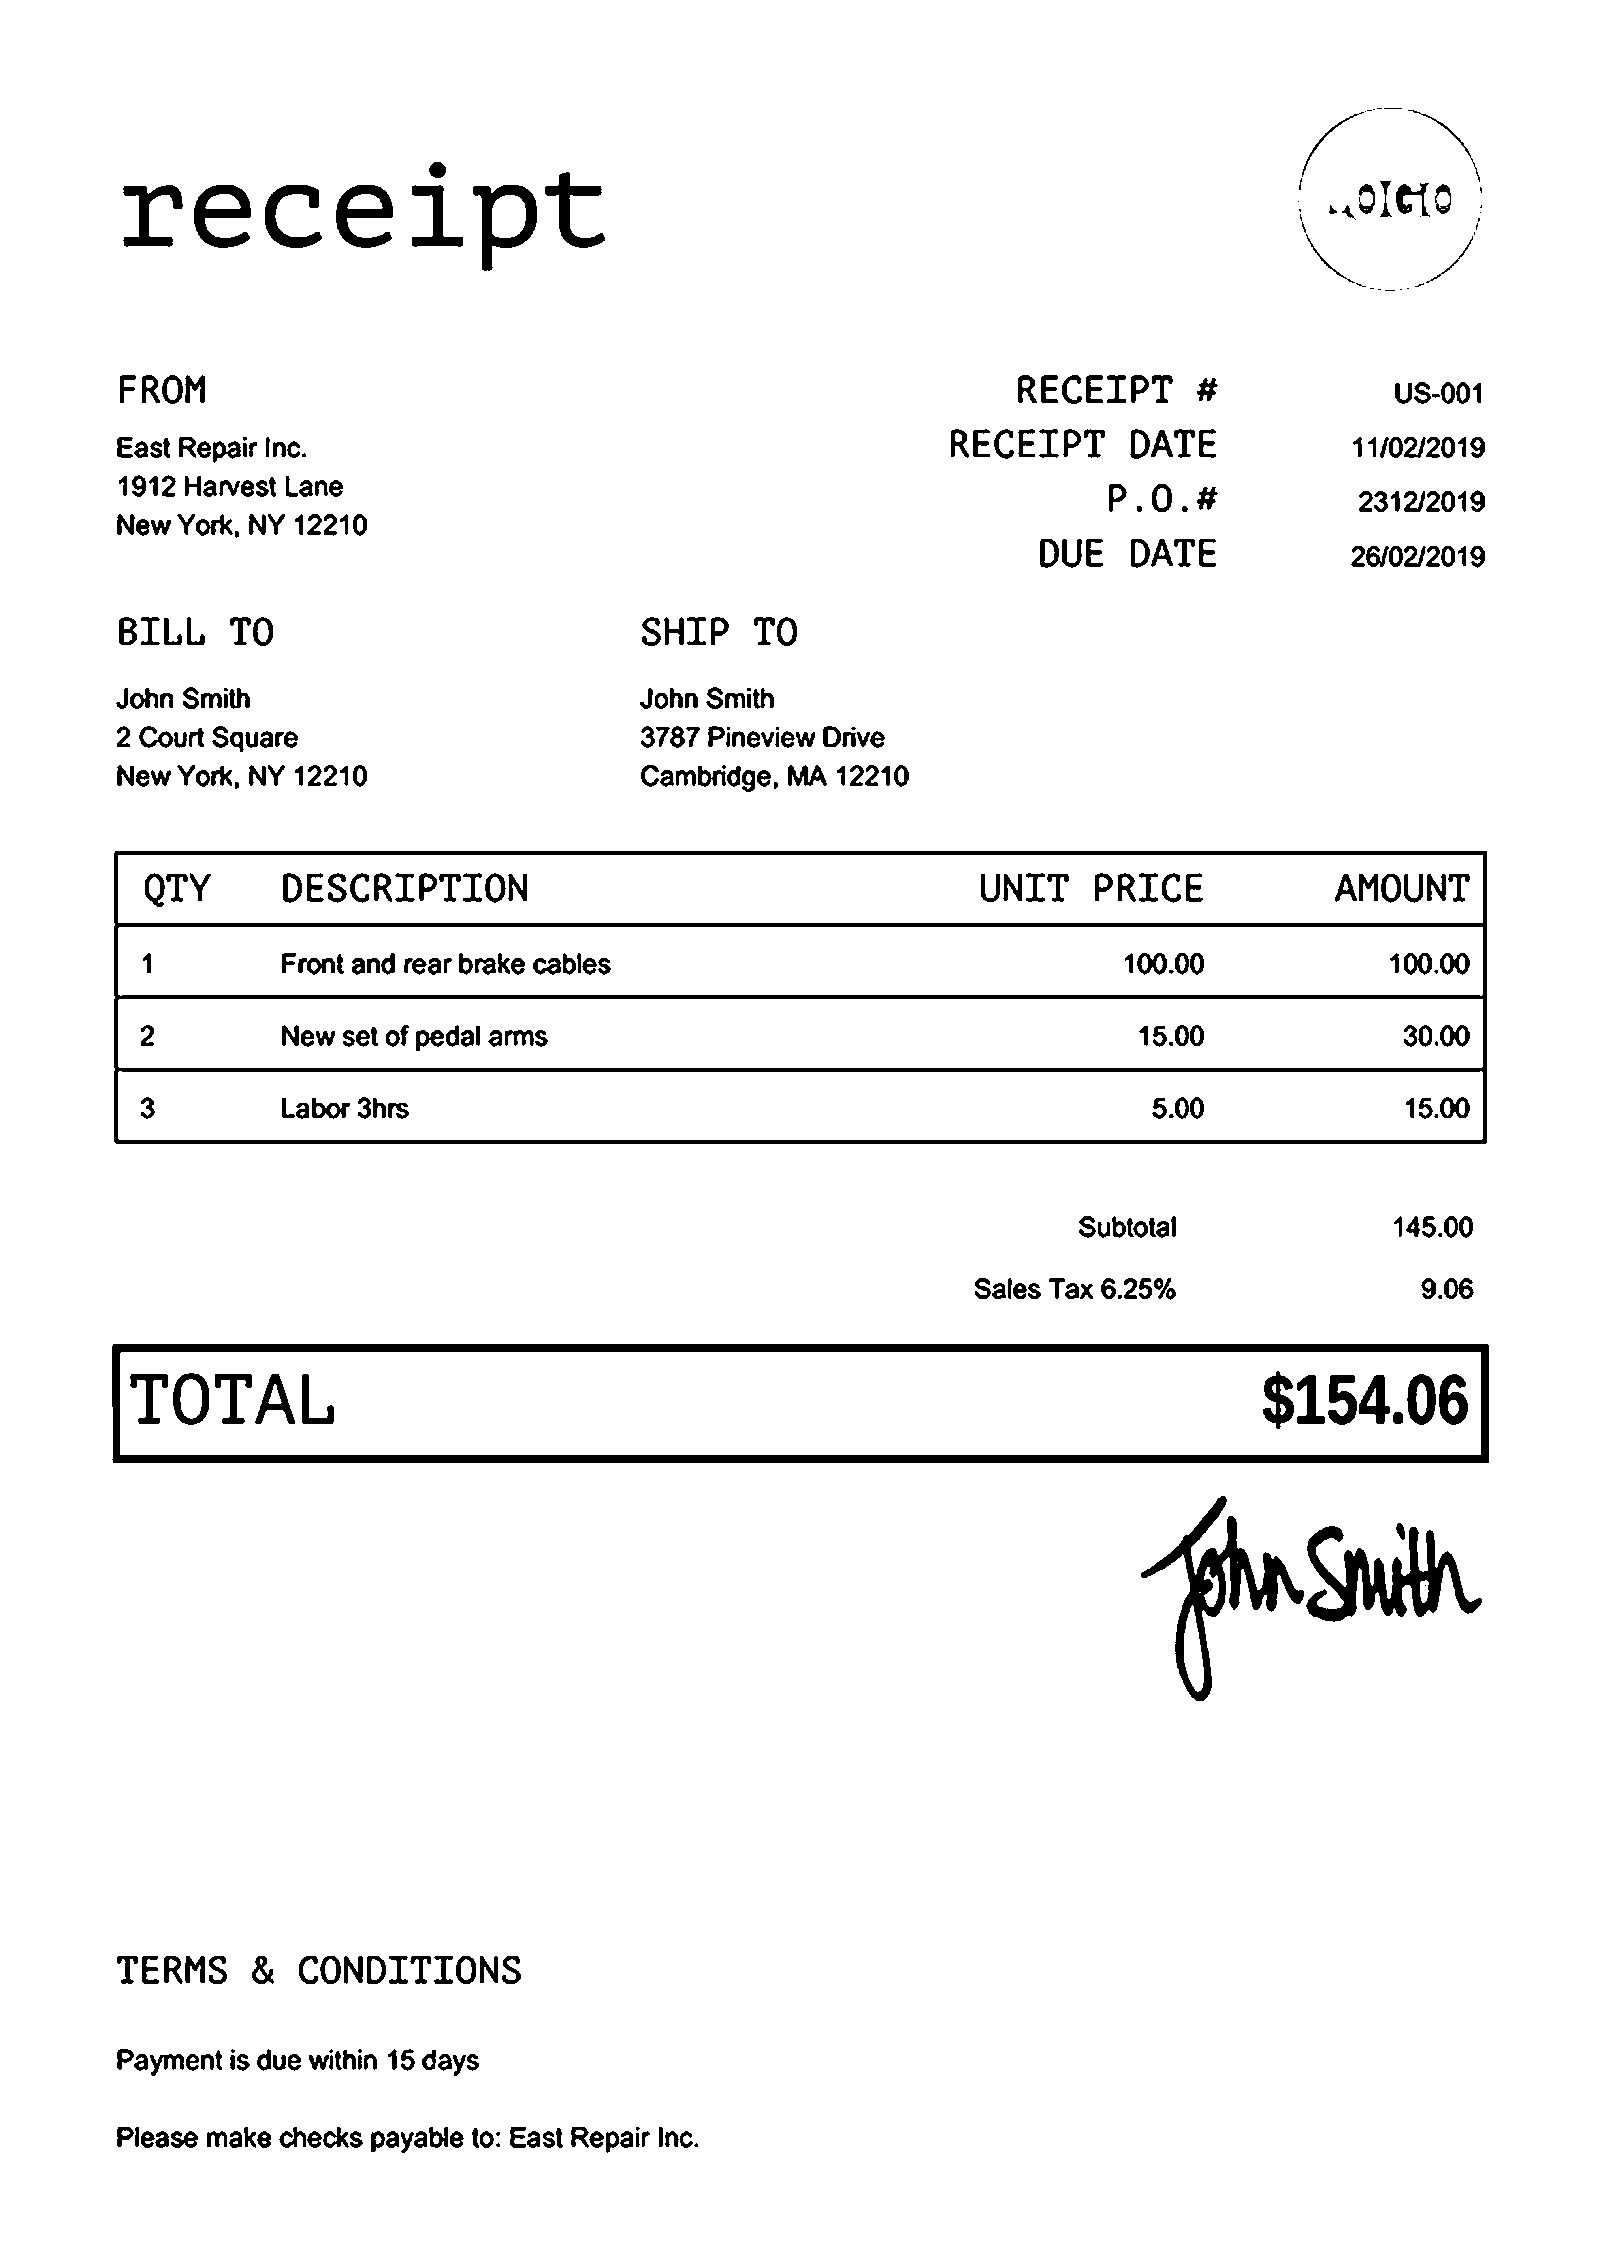 receipt
FROM
East Repair Inc.
1912 Harvest Lane
New York, NY 12210
RECEIPT # US-001
RECEIPT DATE 11/02/2019
P.O.# 2312/2019
DUE DATE 26/02/2019
BILL TO
John Smith
2 Court Square
New York, NY 12210
SHIP TO
John Smith
3787 Pineview Drive
Cambridge, MA 12210
QTY DESCRIPTION UNIT PRICE AMOUNT
1 Front and rear brake cables 100.00 100.00
2 New set of pedal arms 15.00 30.00
3 Labor 3hrs 5.00 15.00
Subtotal 145.00
Sales Tax 6.25% 9.06
TOTAL $154.06
John Smith
TERMS & CONDITIONS
Payment is due within 15 days
Please make checks payable to: East Repair Inc.